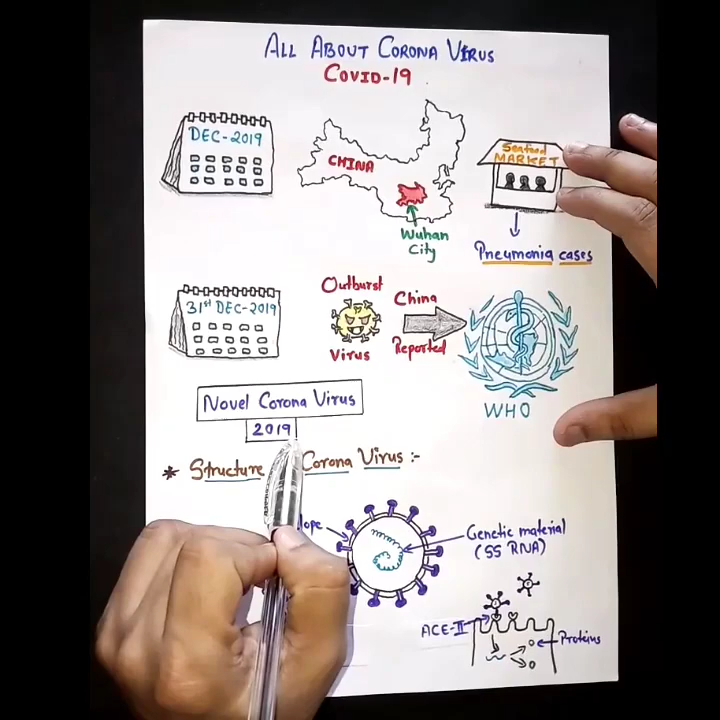 ALL ABOUT CORONA VIRUS
COVID-19
DEC-2019
CHINA
Wuhan
City
Seafood
MARKET
Pneumonia cases
31st DEC-2019
Outburst
Virus
China
Reported
WHO
Novel Corona Virus
2019
* Structure Corona Virus :-
Genetic material
(SS RNA)
ACE-II
Proteins